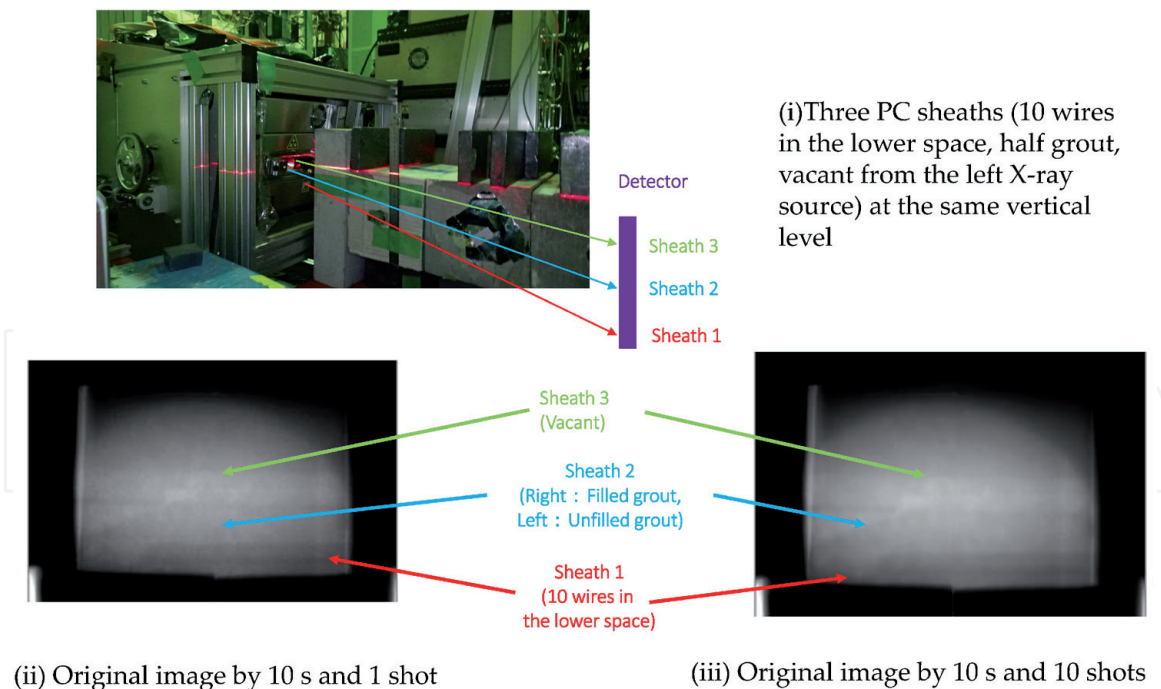 (i)Three PC sheaths (10 wires
in the lower space, half grout,
vacant from the left X-ray
source) at the same vertical
level
Detector
Sheath 3
Sheath 2
Sheath 1
Sheath 3
(Vacant)
Sheath 2
(Right：Filled grout,
Left：Unfilled grout)
Sheath 1
(10 wires in
the lower space)
(ii) Original image by 10 s and 1 shot
(iii) Original image by 10 s and 10 shots